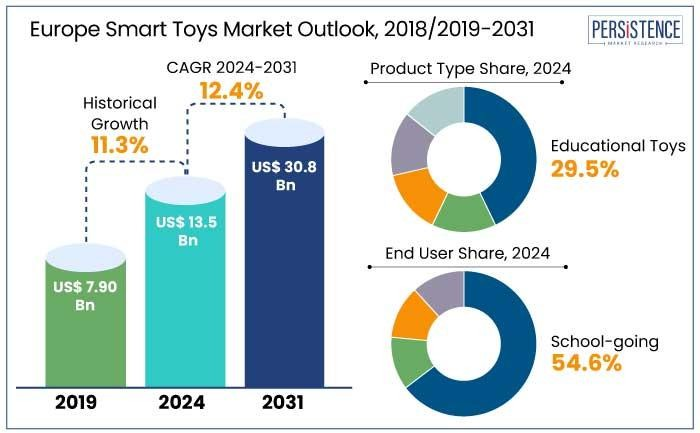 Europe Smart Toys Market Outlook, 2018/2019-2031
PERSiSTENCE
MARKET RESEARCH
CAGR 2024-2031
12.4%
Historical
Growth
11.3%
US$ 7.90
Bn
US$ 13.5
Bn
US$ 30.8
Bn
2019
2024
2031
Product Type Share, 2024
Educational Toys
29.5%
End User Share, 2024
School-going
54.6%